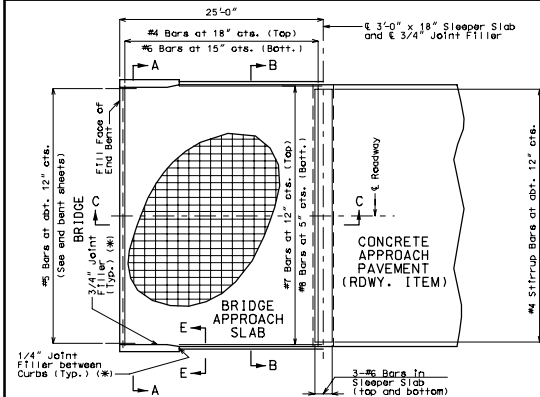 25'-0"
#4 Bars at 18" cts. (Top)
#6 Bars at 15" cts. (Bott.)
℄ 3'-0" x 18" Sleeper Slab
and ℄ 3/4" Joint Filler
A
B
Fill Face of
End Bent
#5 Bars at abt. 12" cts.
(See end bent sheets)
BRIDGE
C
3/4" Joint
Filler
(Typ.) (*)
#7 Bars at 12" cts. (Top)
#8 Bars at 5" cts. (Bott.)
℄ Roadway
C
CONCRETE
APPROACH
PAVEMENT
(RDWY. ITEM)
#4 Stirrup Bars at abt. 12" cts.
BRIDGE
APPROACH
SLAB
E
E
1/4" Joint
Filler between
Curbs (Typ.) (*)
A
B
3-#6 Bars in
Sleeper Slab
(top and bottom)